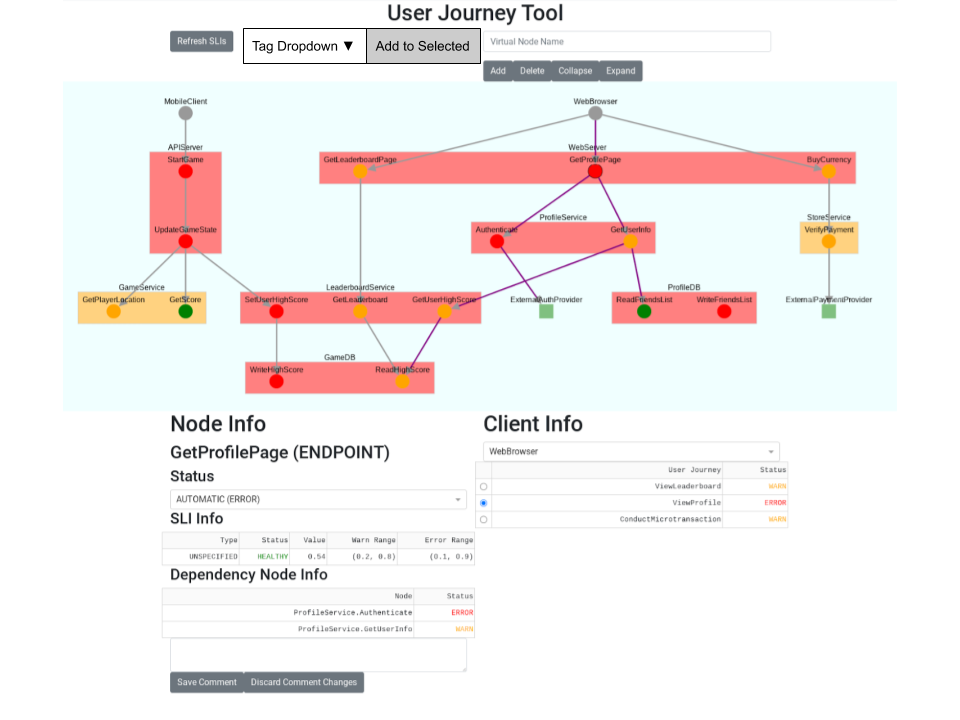 User Journey Tool
Refresh SLIs
Tag Dropdown ▼
Add to Selected
Virtual Node Name
Add Delete Collapse Expand
MobileClient
WebBrowser
APIServer
WebServer
StartGame
GetLeaderboardPage
GetProfilePage
BuyCurrency
ProfileService
StoreService
UpdateGameState
Authenticate
GetUserInfo
VerifyPayment
GameService
LeaderboardService
ProfileDB
GetPlayerLocation
GetScore
SetUserHighScore
GetLeaderboard
GetUserHighScore
ExternalAuthProvider
ReadFriendsList
WriteFriendsList
ExternalPaymentProvider
GameDB
WriteHighScore
ReadHighScore
Node Info
GetProfilePage (ENDPOINT)
Status
AUTOMATIC (ERROR)
SLI Info
Type Status Value Warn Range Error Range
UNSPECIFIED HEALTHY 0.54 (0.2, 0.8) (0.1, 0.9)
Dependency Node Info
Node Status
ProfileService.Authenticate ERROR
ProfileService.GetUserInfo WARN
Save Comment Discard Comment Changes
Client Info
WebBrowser
User Journey Status
ViewLeaderboard WARN
ViewProfile ERROR
ConductMicrotransaction WARN